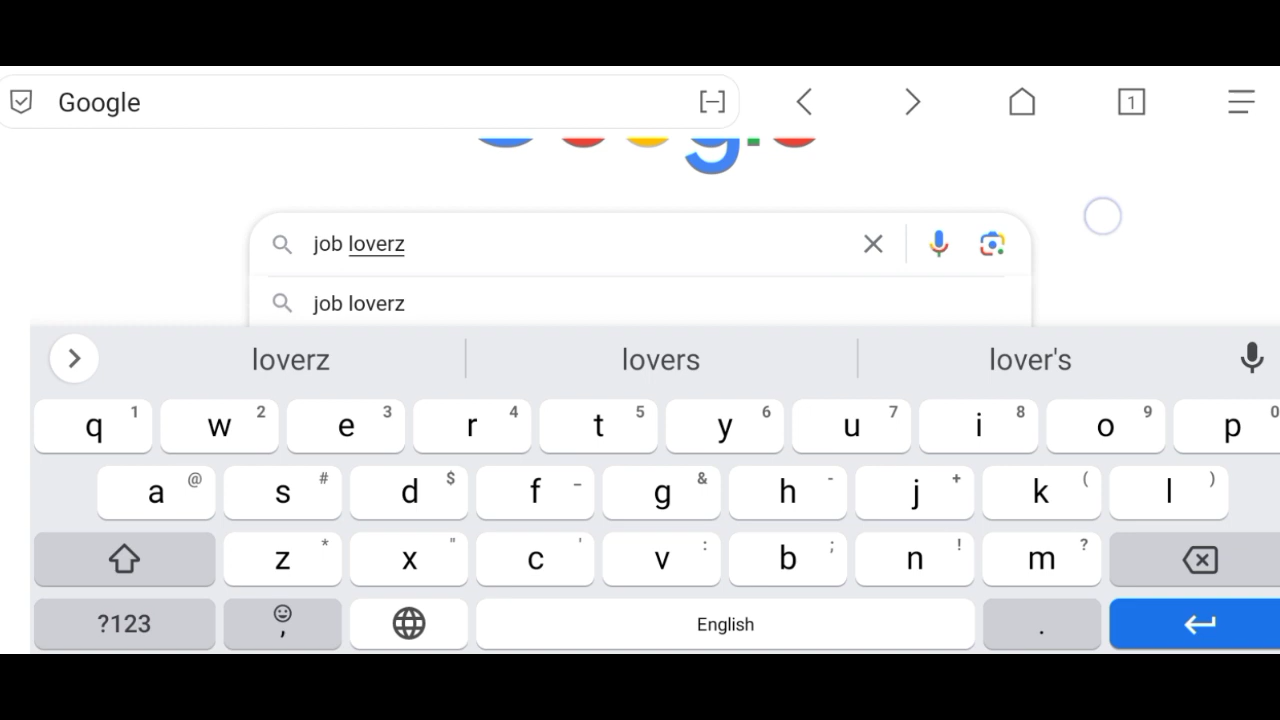 Google
1
job loverz
job loverz
loverz lovers lover's
q 1 w 2 e 3 r 4 t 5 y 6 u 7 i 8 o 9 p 0
a @ s # d $ f _ g & h - j + k ( l )
z * x " c ' v : b ; n ! m ?
?123 , English .